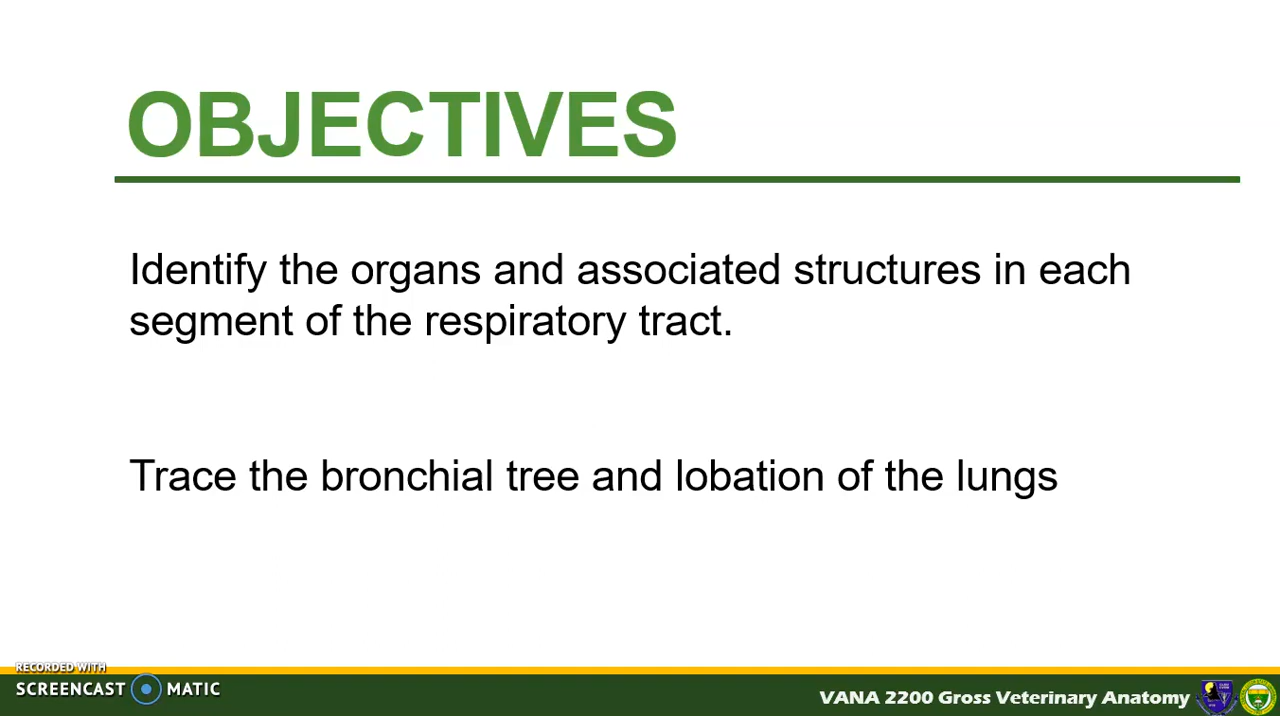 OBJECTIVES
Identify the organs and associated structures in each
segment of the respiratory tract.
Trace the bronchial tree and lobation of the lungs
RECORDED WITH
SCREENCAST MATIC
VANA 2200 Gross Veterinary Anatomy